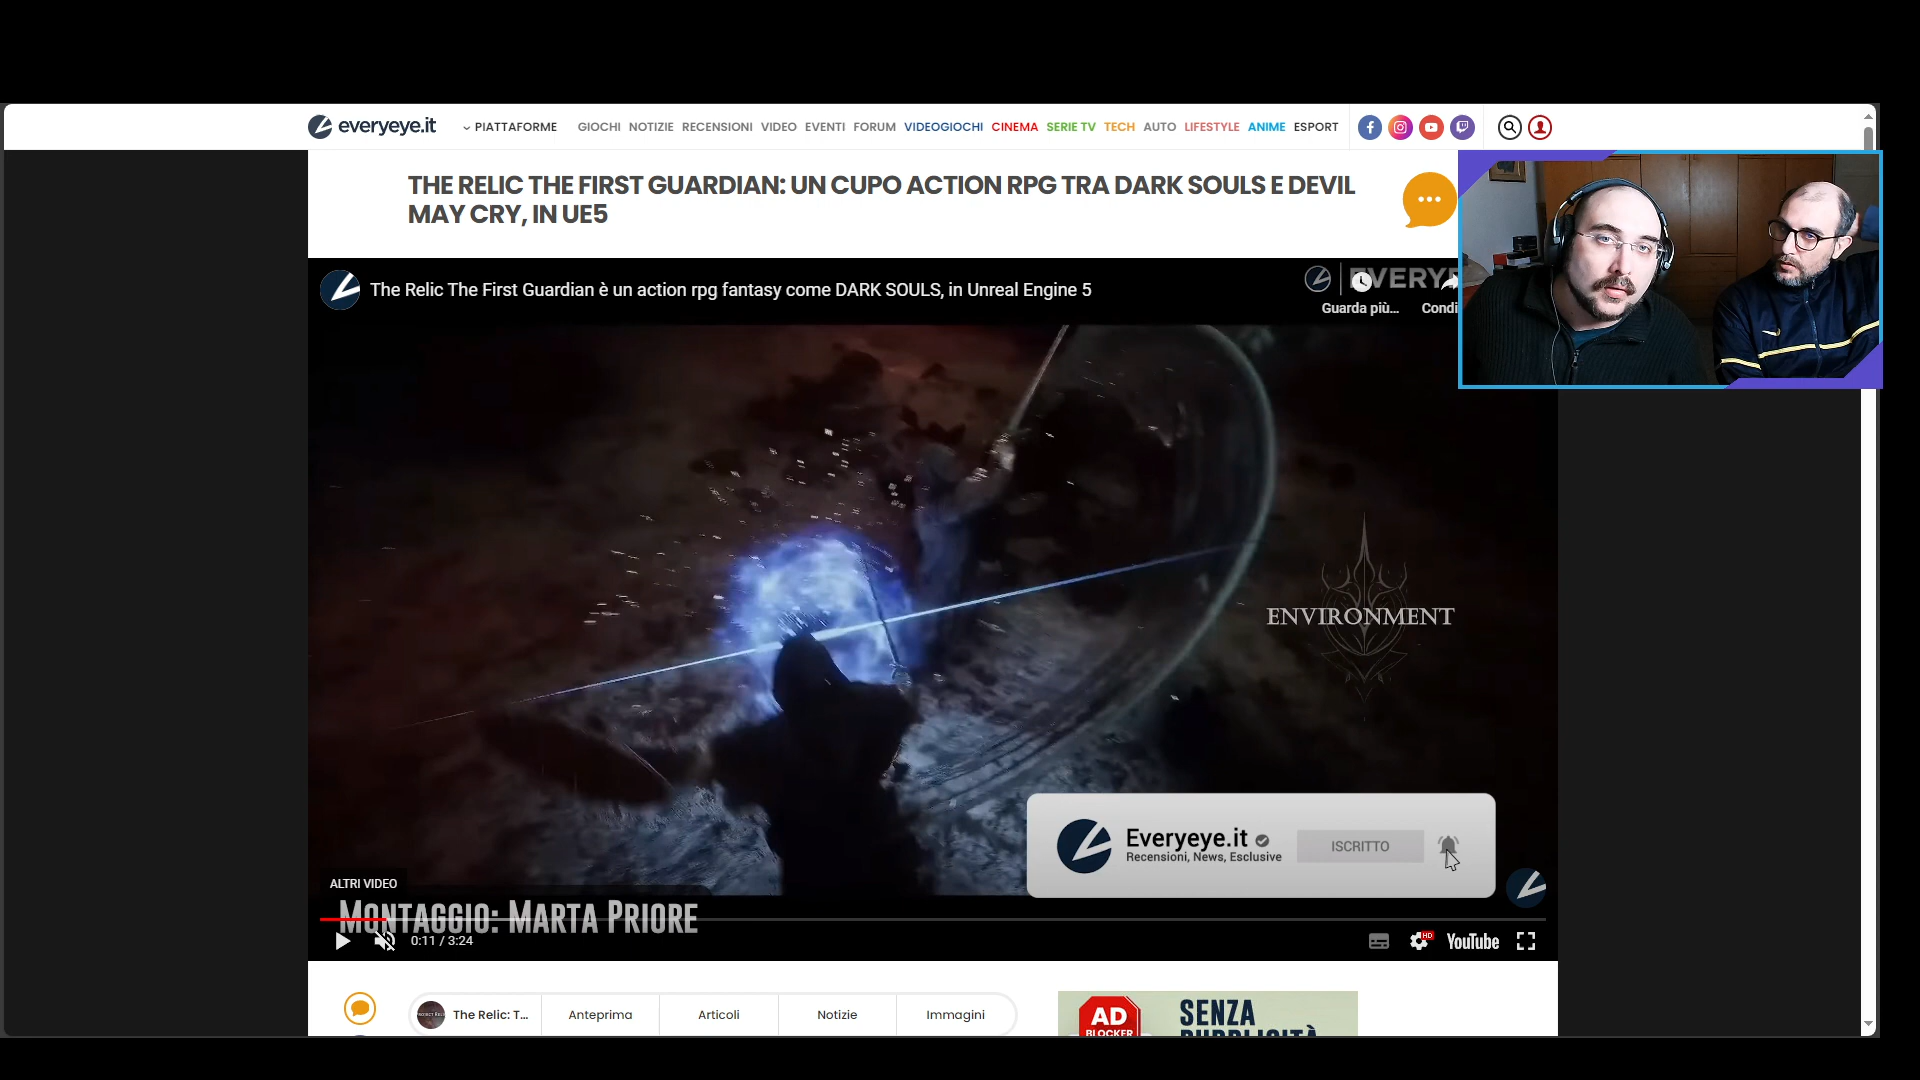 everyeye.it
PIATTAFORME GIOCHI NOTIZIE RECENSIONI VIDEO EVENTI FORUM VIDEOGIOCHI CINEMA SERIE TV TECH AUTO LIFESTYLE ANIME ESPORT
THE RELIC THE FIRST GUARDIAN: UN CUPO ACTION RPG TRA DARK SOULS E DEVIL
MAY CRY, IN UE5
The Relic The First Guardian è un action rpg fantasy come DARK SOULS, in Unreal Engine 5
Guarda più... Condi
ENVIRONMENT
Everyeye.it
Recensioni, News, Esclusive
ISCRITTO
ALTRI VIDEO
MONTAGGIO: MARTA PRIORE
0:11 / 3:24
HD
YouTube
The Relic: T... Anteprima Articoli Notizie Immagini
AD
BLOCKER
SENZA
PUBBLICITÀ